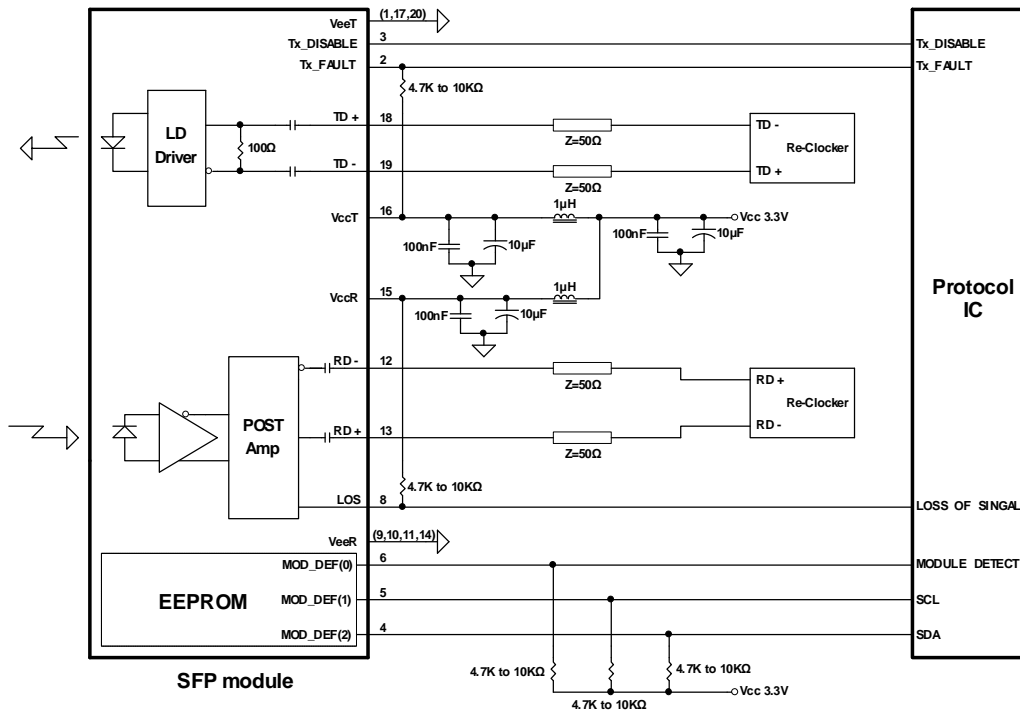 VeeT (1,17,20)
Tx_DISABLE 3 Tx_DISABLE
Tx_FAULT 2 Tx_FAULT
4.7K to 10KΩ
LD
Driver
100Ω
TD + 18 Z=50Ω TD -
Re-Clocker
TD - 19 Z=50Ω TD +
VccT 16 1µH Vcc 3.3V
100nF 10µF 100nF 10µF
VccR 15 1µH
100nF 10µF
Protocol
IC
RD - 12 Z=50Ω RD +
Re-Clocker
POST
Amp
RD + 13 Z=50Ω RD -
4.7K to 10KΩ
LOS 8 LOSS OF SINGAL
VeeR (9,10,11,14)
MOD_DEF(0) 6 MODULE DETECT
EEPROM
MOD_DEF(1) 5 SCL
MOD_DEF(2) 4 SDA
4.7K to 10KΩ 4.7K to 10KΩ
SFP module
Vcc 3.3V
4.7K to 10KΩ